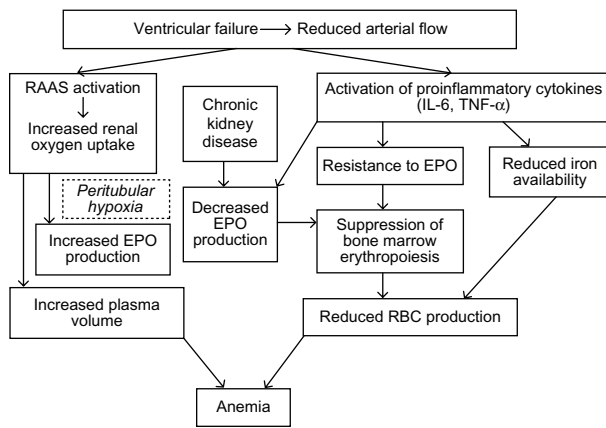 Ventricular failure → Reduced arterial flow
RAAS activation
Increased renal
oxygen uptake
Chronic
kidney
disease
Activation of proinflammatory cytokines
(IL-6, TNF-α)
Resistance to EPO
Reduced iron
availability
Peritubular
hypoxia
Increased EPO
production
Decreased
EPO
production
Suppression of
bone marrow
erythropoiesis
Increased plasma
volume
Reduced RBC production
Anemia